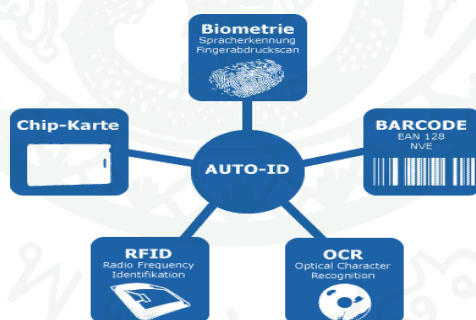 Biometrie
Spracherkennung
Fingerabdruckscan
Chip-Karte
BARCODE
EAN 128
NVE
AUTO-ID
RFID
Radio Frequency
Identifikation
OCR
Optical Character
Recognition